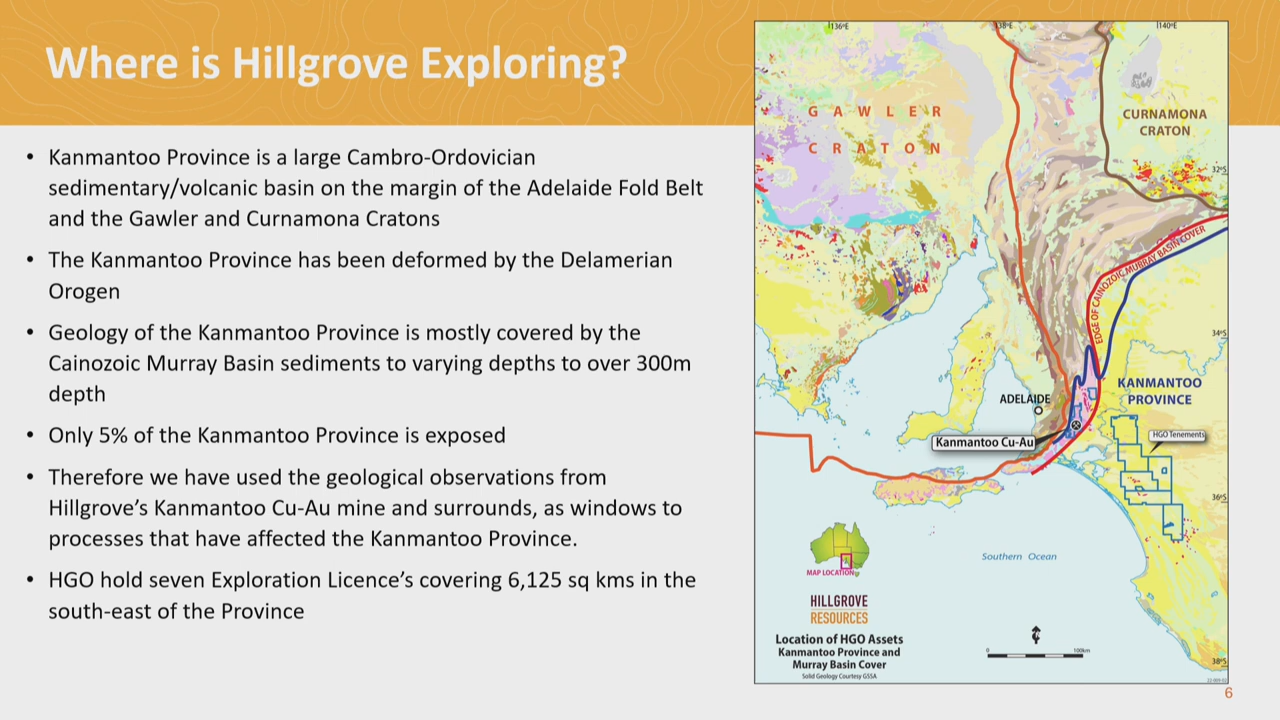 Where is Hillgrove Exploring?
• Kanmantoo Province is a large Cambro-Ordovician
sedimentary/volcanic basin on the margin of the Adelaide Fold Belt
and the Gawler and Curnamona Cratons
• The Kanmantoo Province has been deformed by the Delamerian
Orogen
• Geology of the Kanmantoo Province is mostly covered by the
Cainozoic Murray Basin sediments to varying depths to over 300m
depth
• Only 5% of the Kanmantoo Province is exposed
• Therefore we have used the geological observations from
Hillgrove's Kanmantoo Cu-Au mine and surrounds, as windows to
processes that have affected the Kanmantoo Province.
• HGO hold seven Exploration Licence's covering 6,125 sq kms in the
south-east of the Province
136°E
138°E
140°E
GAWLER
CRATON
CURNAMONA
CRATON
32°S
EDGE OF CAINOZOIC MURRAY BASIN COVER
34°S
KANMANTOO
PROVINCE
ADELAIDE
Kanmantoo Cu-Au
HGO Tenements
36°S
Southern Ocean
MAP LOCATION
HILLGROVE
RESOURCES
Location of HGO Assets
Kanmantoo Province and
Murray Basin Cover
Solid Geology Courtesy GSSA
0
100km
38°S
6